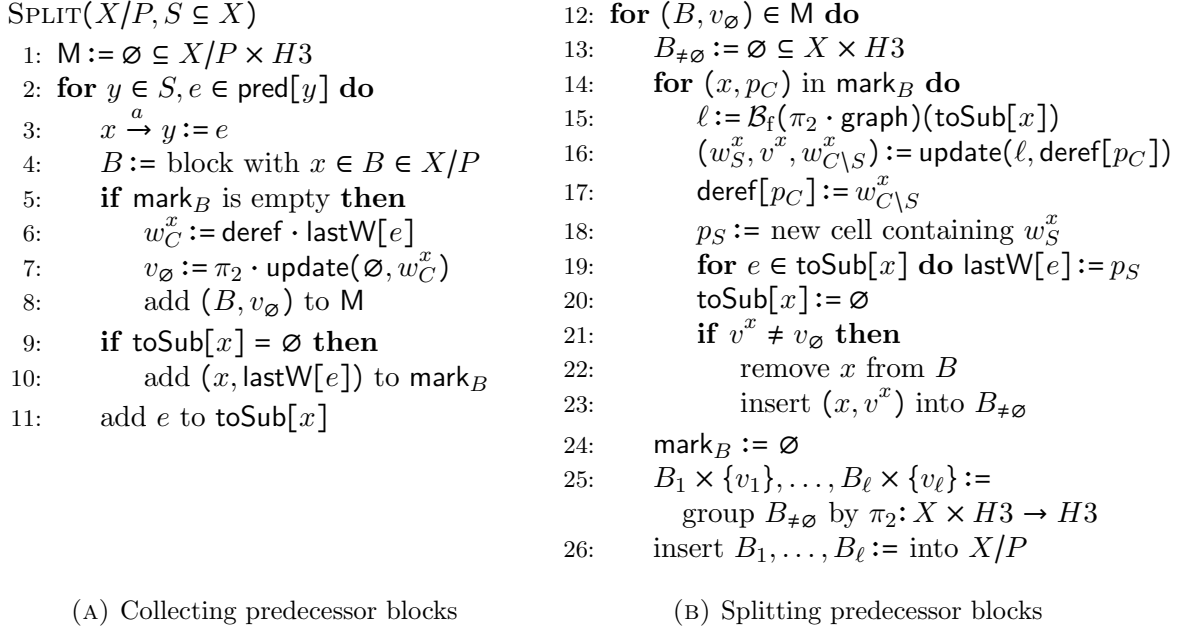 SPLIT(X/P, S ⊆ X)
1: M := ∅ ⊆ X/P × H3
2: for y ∈ S, e ∈ pred[y] do
3: x →^a y := e
4: B := block with x ∈ B ∈ X/P
5: if mark_B is empty then
6: w_C^x := deref · lastW[e]
7: v_∅ := π_2 · update(∅, w_C^x)
8: add (B, v_∅) to M
9: if toSub[x] = ∅ then
10: add (x, lastW[e]) to mark_B
11: add e to toSub[x]
(A) Collecting predecessor blocks
12: for (B, v_∅) ∈ M do
13: B_≠∅ := ∅ ⊆ X × H3
14: for (x, p_C) in mark_B do
15: ℓ := 𝓑_f(π_2 · graph)(toSub[x])
16: (w_S^x, v^x, w_{C\S}^x) := update(ℓ, deref[p_C])
17: deref[p_C] := w_{C\S}^x
18: p_S := new cell containing w_S^x
19: for e ∈ toSub[x] do lastW[e] := p_S
20: toSub[x] := ∅
21: if v^x ≠ v_∅ then
22: remove x from B
23: insert (x, v^x) into B_≠∅
24: mark_B := ∅
25: B_1 × {v_1}, . . . , B_ℓ × {v_ℓ} :=
group B_≠∅ by π_2: X × H3 → H3
26: insert B_1, . . . , B_ℓ := into X/P
(B) Splitting predecessor blocks